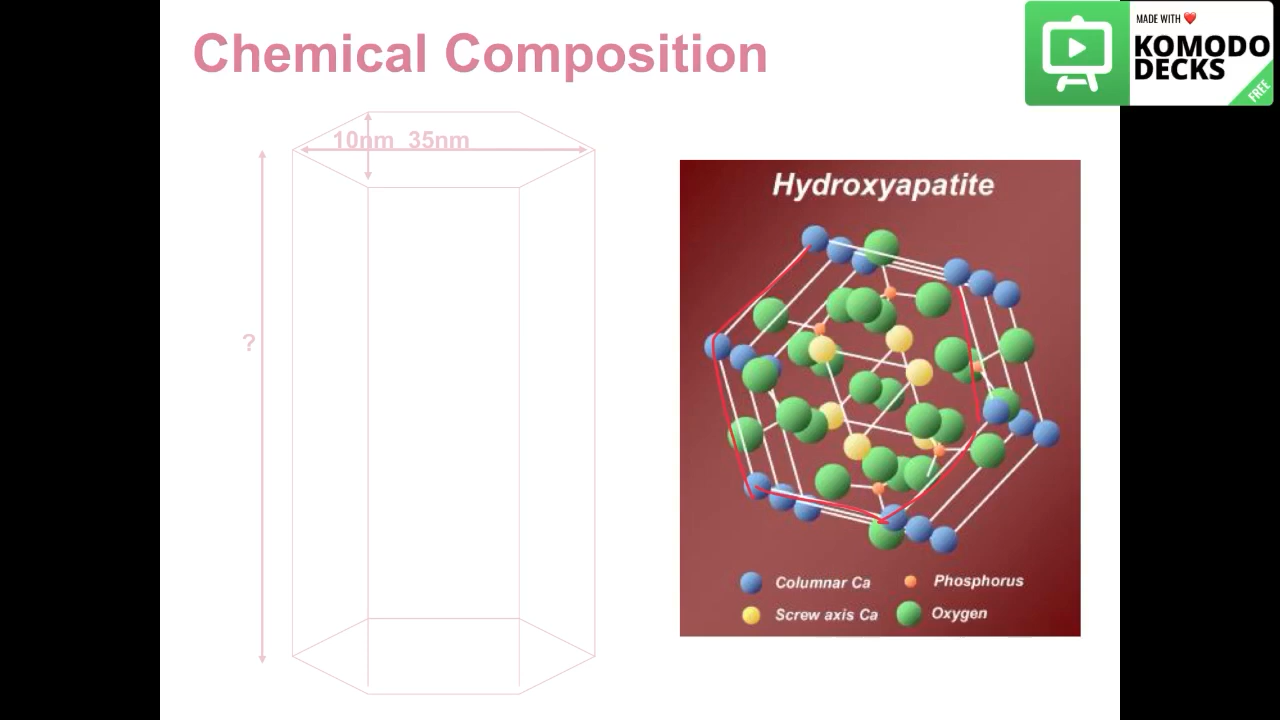 Chemical Composition
MADE WITH ❤️
KOMODO
DECKS
FREE
10nm 35nm
?
Hydroxyapatite
Columnar Ca
Phosphorus
Screw axis Ca
Oxygen